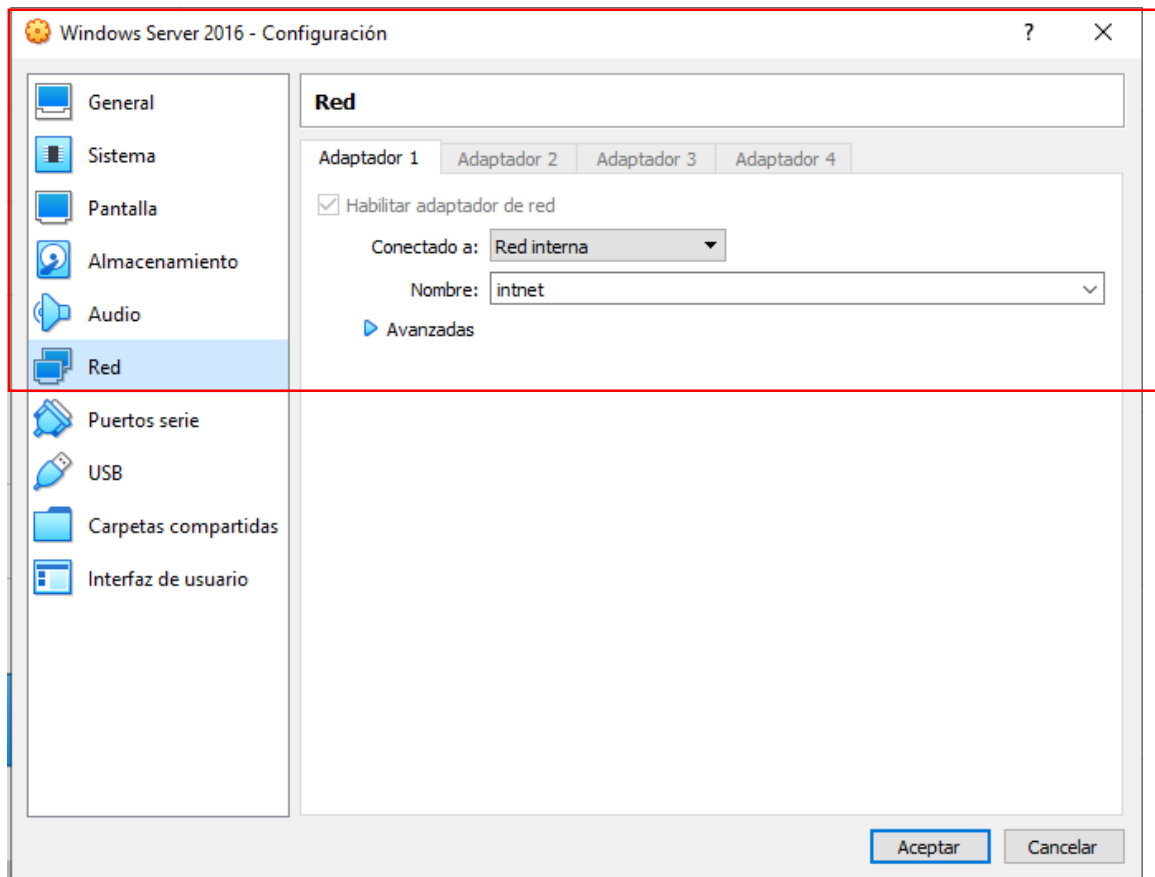 Windows Server 2016 - Configuración
?
General
Sistema
Pantalla
Almacenamiento
Audio
Red
Puertos serie
USB
Carpetas compartidas
Interfaz de usuario
Red
Adaptador 1 Adaptador 2 Adaptador 3 Adaptador 4
Habilitar adaptador de red
Conectado a: Red interna
Nombre: intnet
Avanzadas
Aceptar Cancelar